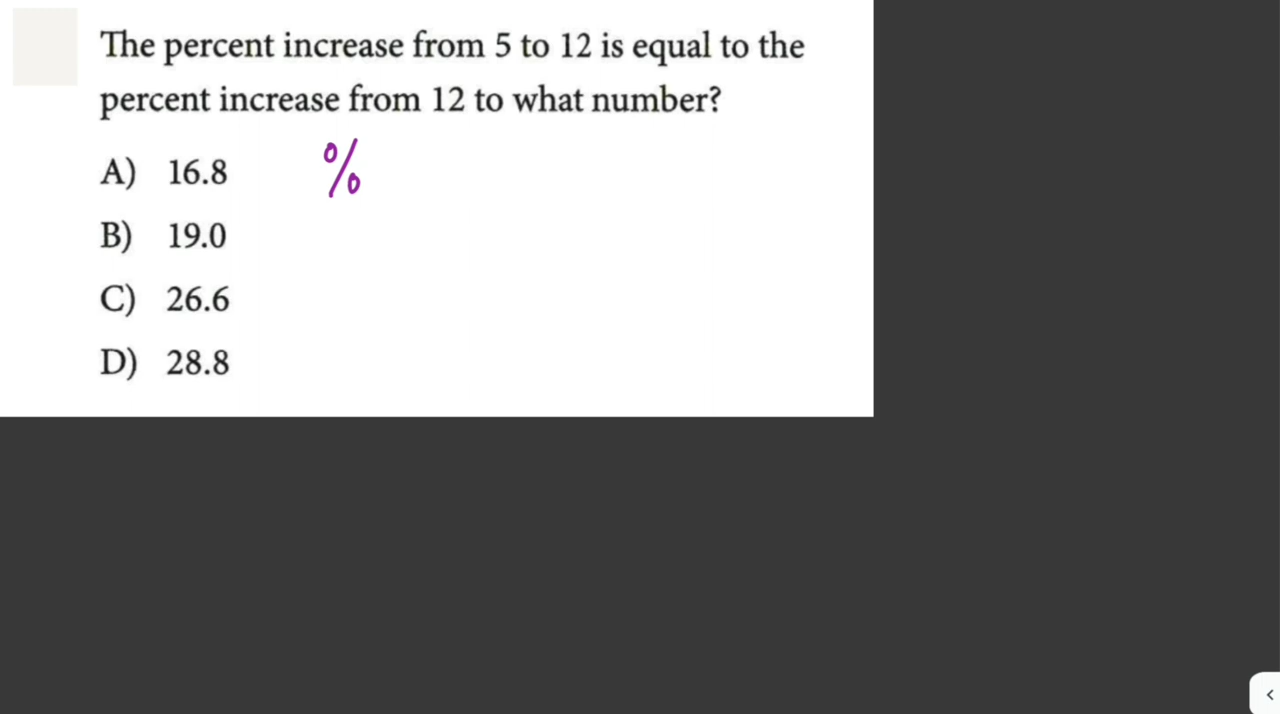 The percent increase from 5 to 12 is equal to the
percent increase from 12 to what number?
A) 16.8
%
B) 19.0
C) 26.6
D) 28.8